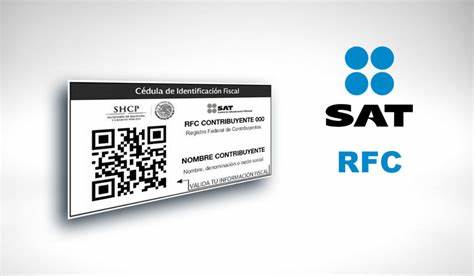 Cédula de Identificación Fiscal
SHCP
SAT
RFC CONTRIBUYENTE 000
Registro Federal de Contribuyentes
NOMBRE CONTRIBUYENTE
Nombre, denominación o razón social
VALIDA TU INFORMACIÓN FISCAL
SAT
RFC